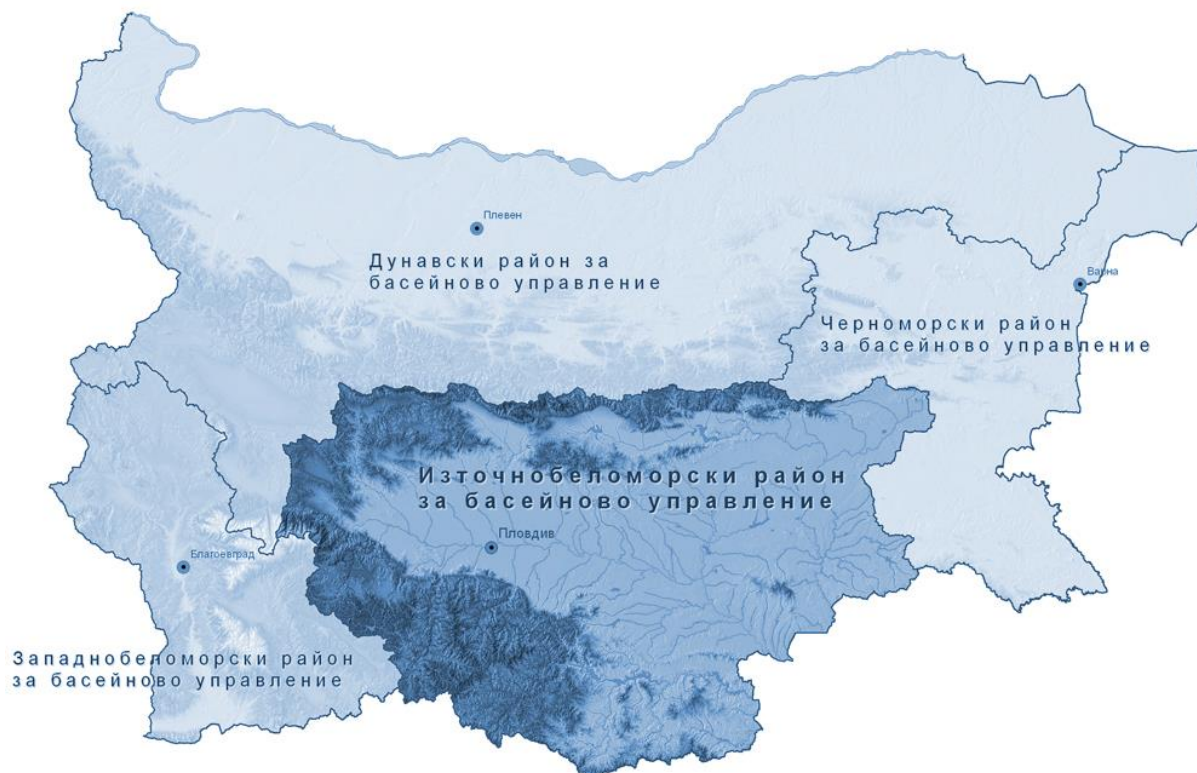 Плевен
Дунавски район за
басейново управление
Варна
Черноморски район
за басейново управление
Източнобеломорски район
за басейново управление
Пловдив
Благоевград
Западнобеломорски район
за басейново управление